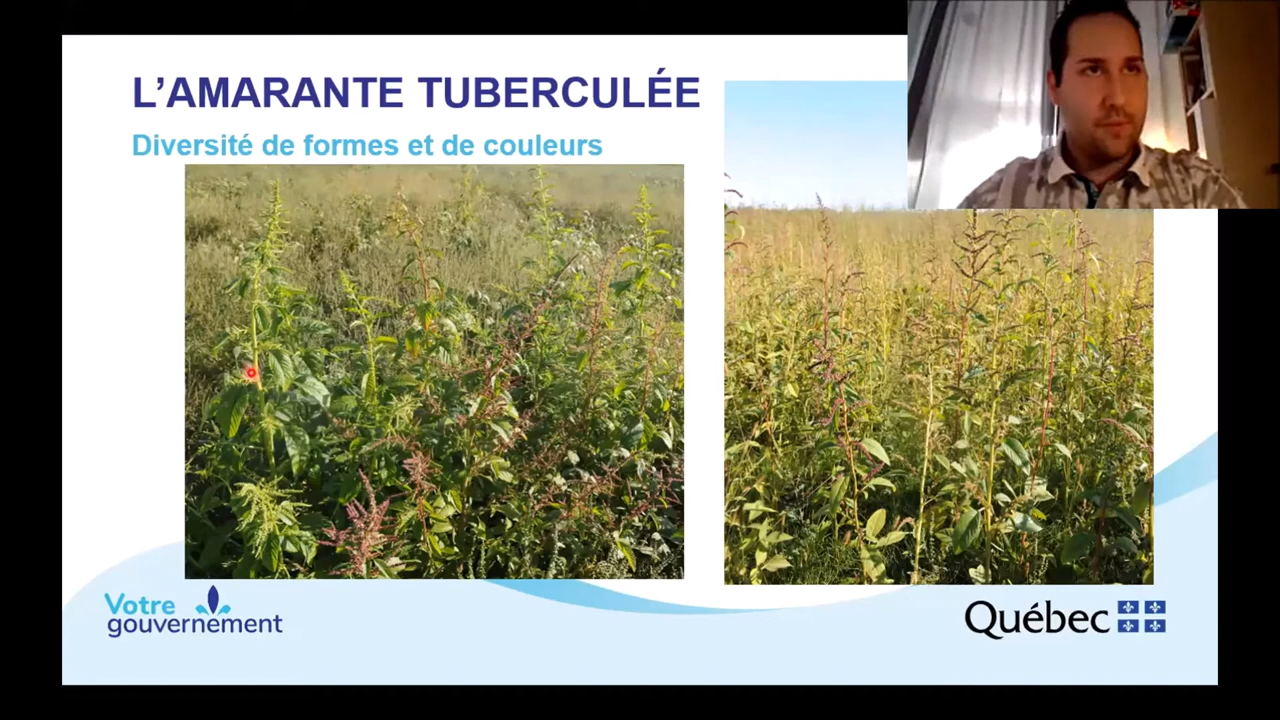 L’AMARANTE TUBERCULÉE
Diversité de formes et de couleurs
Votre
gouvernement
Québec